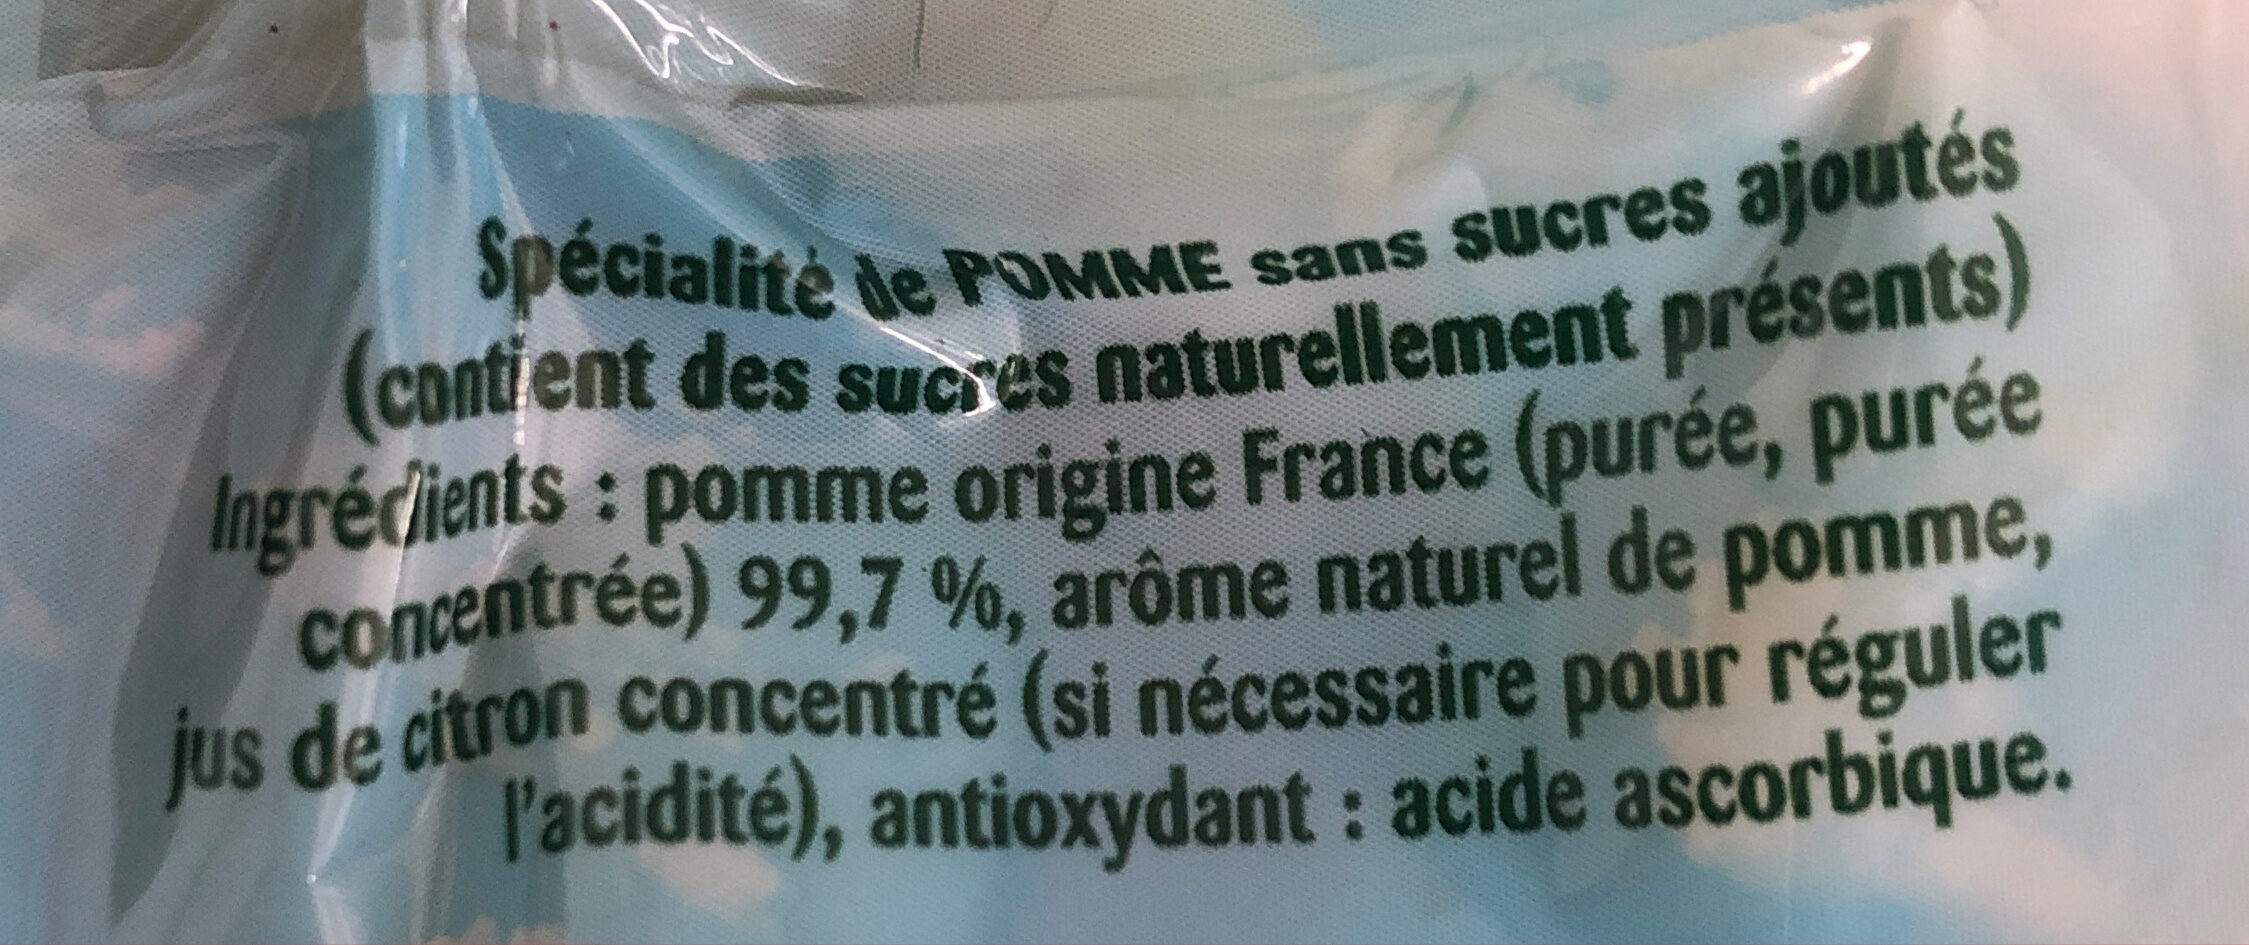 Spécialité de POMME sans sucres ajoutés
(contient des sucres naturellement présents)
Ingrédients : pomme origine France (purée, purée
concentrée) 99,7 %, arôme naturel de pomme,
jus de citron concentré (si nécessaire pour réguler
l'acidité), antioxydant : acide ascorbique.